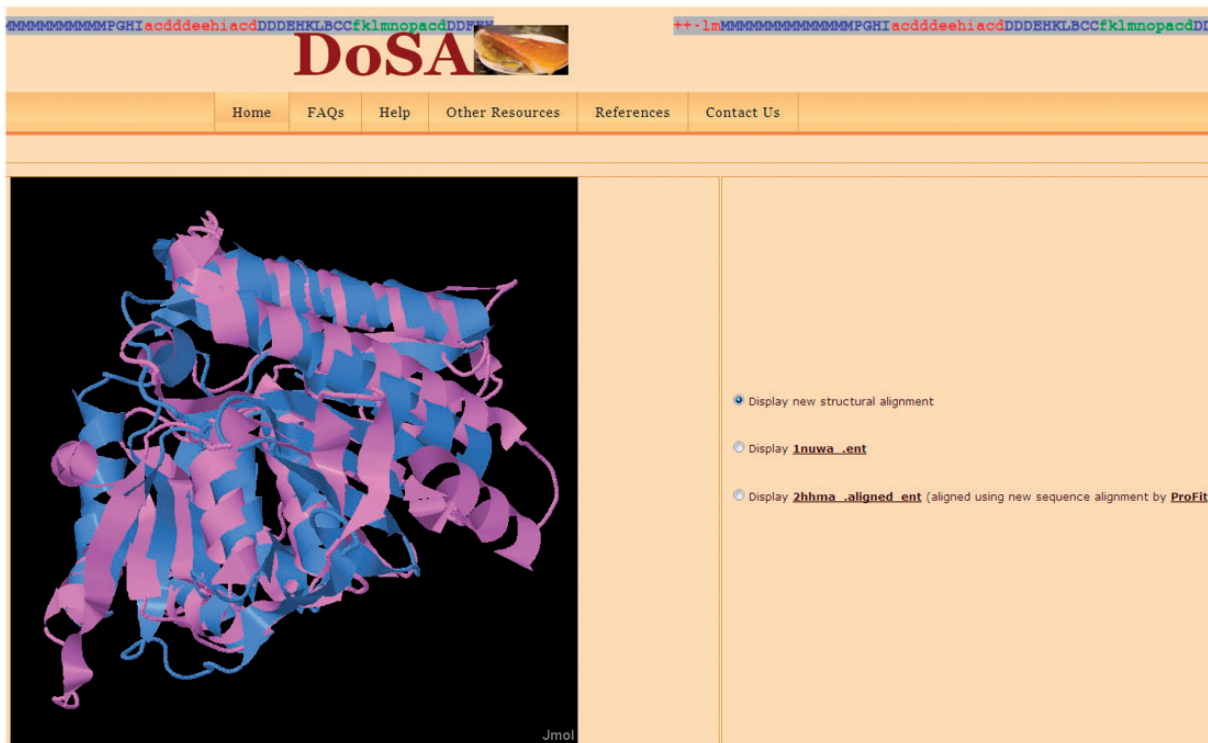 MMMMMMMMMMPGHIacdddeehiacdDDDEHKLBCCfklmnopacdDDEEH
++-lmMMMMMMMMMMMMMMPGHIacdddeehiacdDDDEHKLBCCfklmnopacdDD
DoSA
Home FAQs Help Other Resources References Contact Us
Display new structural alignment
Display 1nuwa_.ent
Display 2hhma_.aligned_ent (aligned using new sequence alignment by ProFit
Jmol